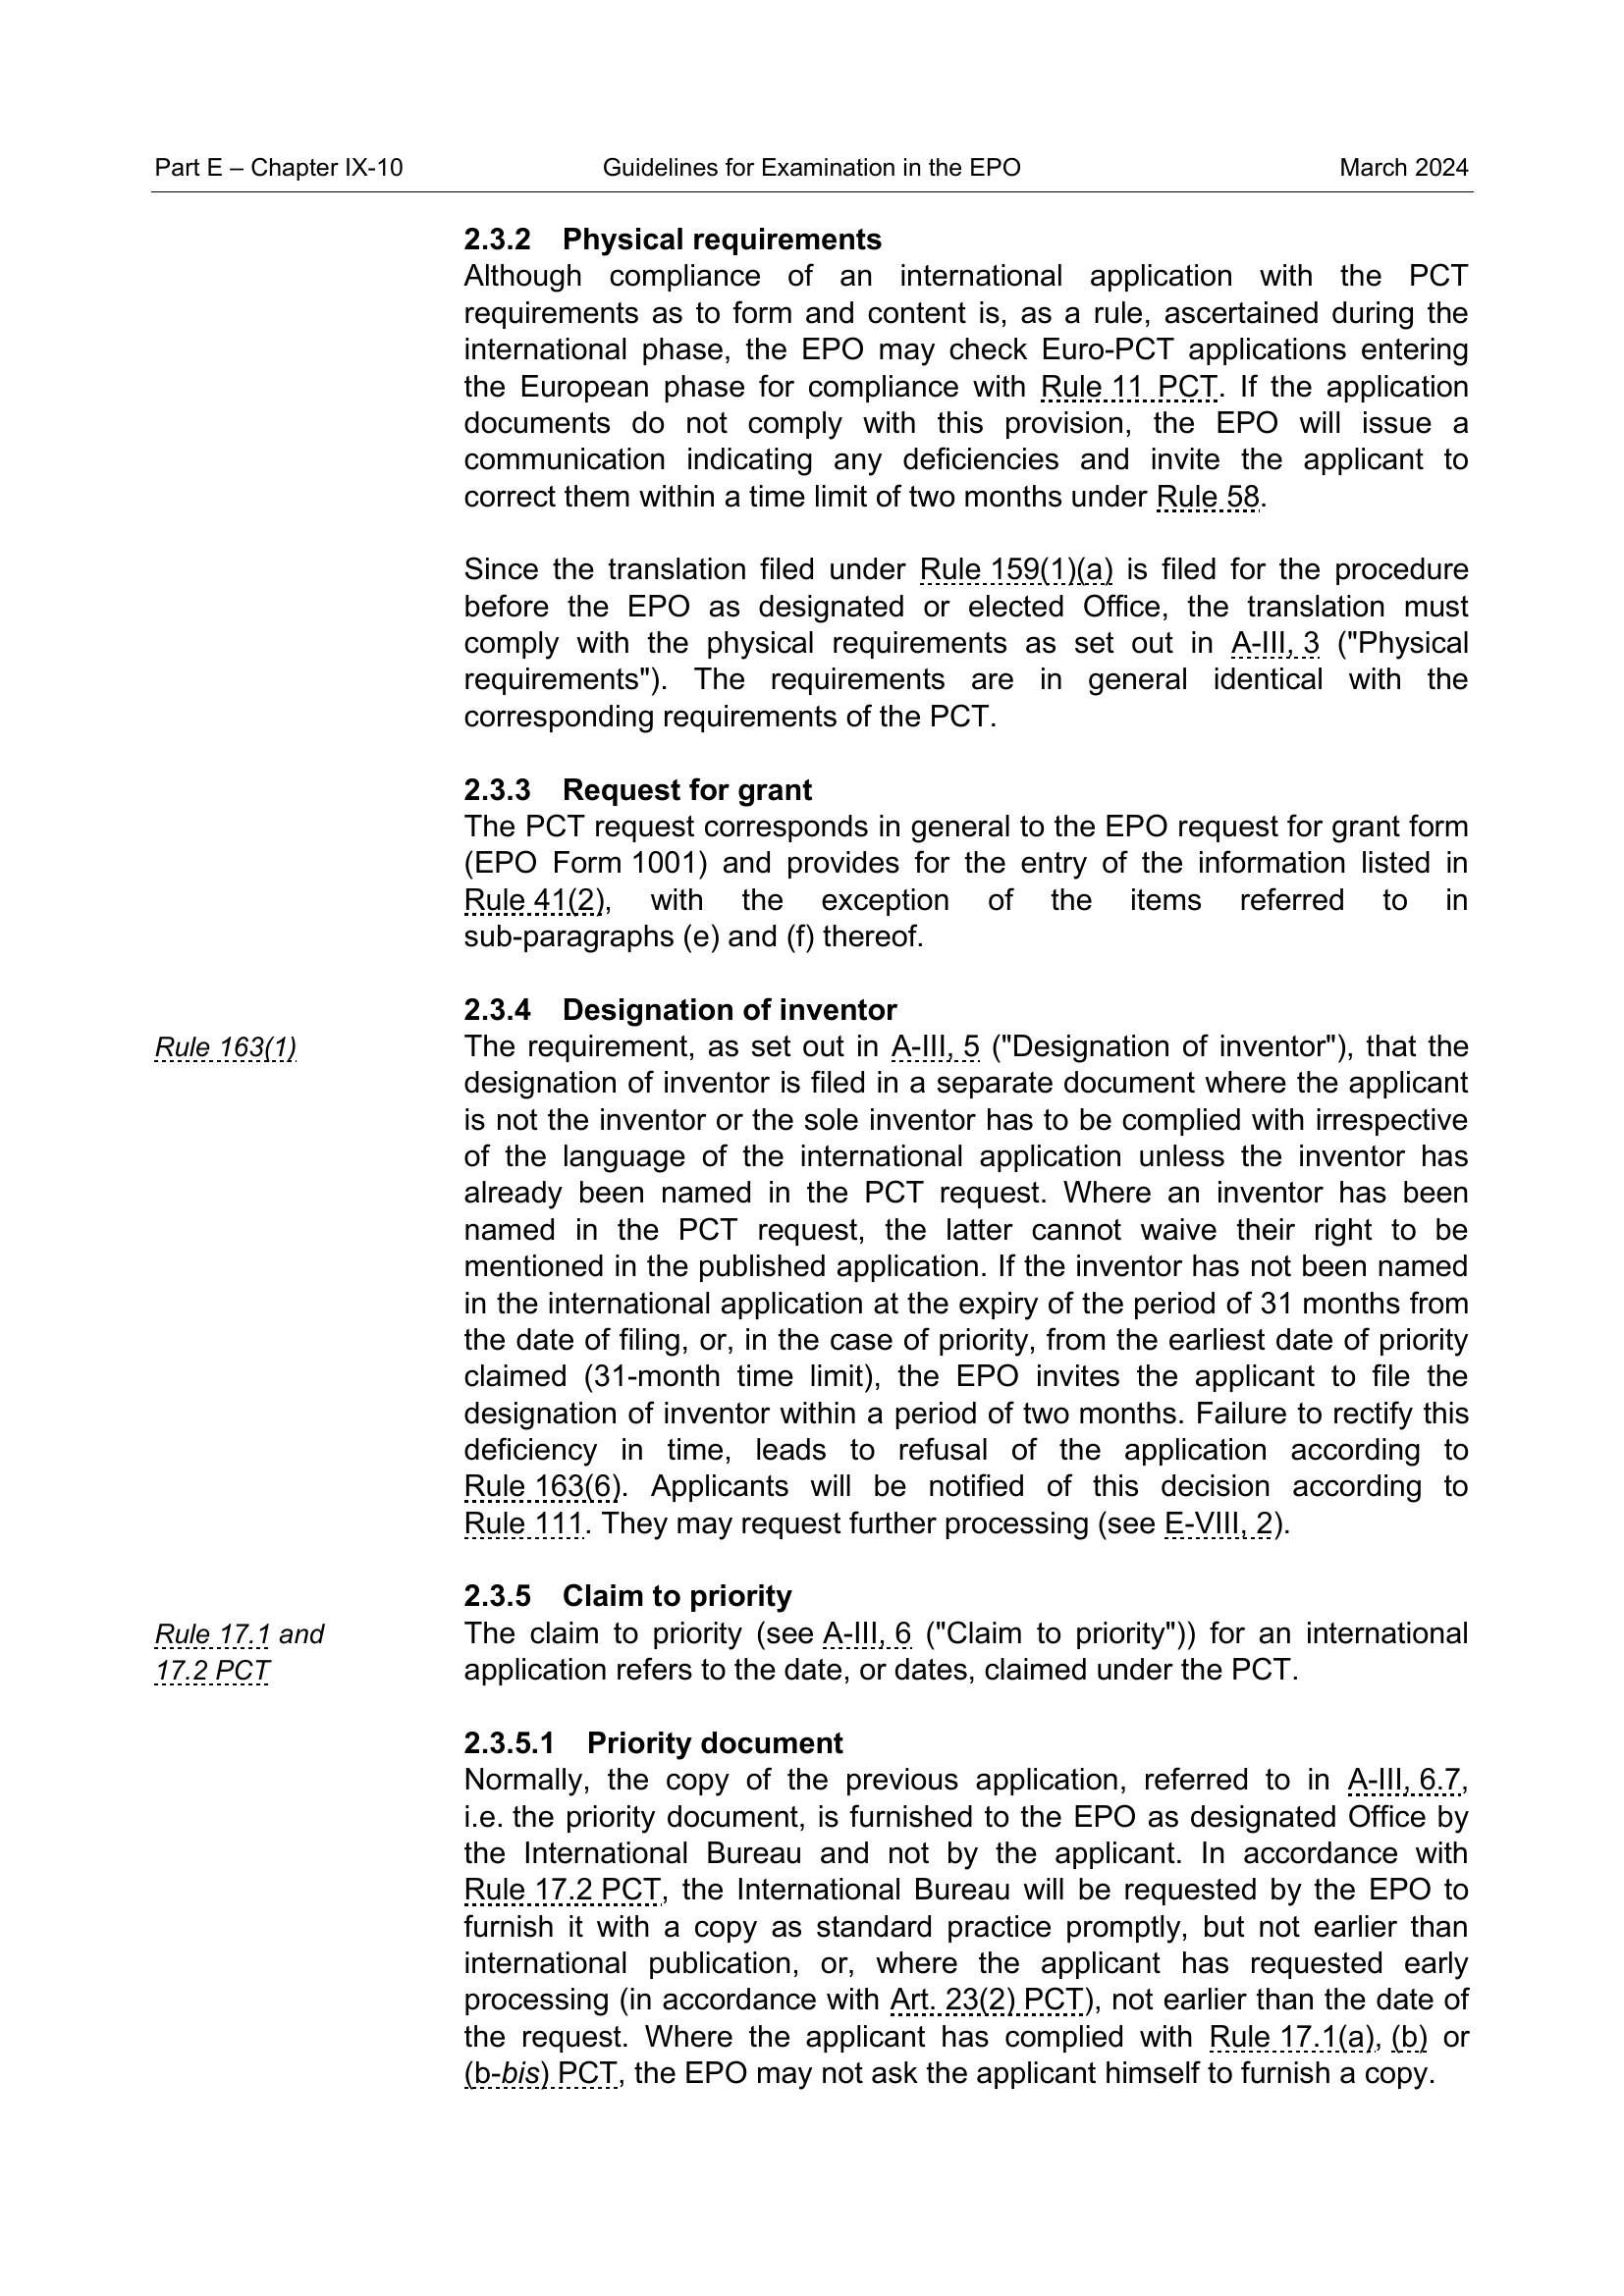 Part E – Chapter IX-10 Guidelines for Examination in the EPO March 2024
2.3.2 Physical requirements
Although compliance of an international application with the PCT
requirements as to form and content is, as a rule, ascertained during the
international phase, the EPO may check Euro-PCT applications entering
the European phase for compliance with Rule 11 PCT. If the application
documents do not comply with this provision, the EPO will issue a
communication indicating any deficiencies and invite the applicant to
correct them within a time limit of two months under Rule 58.
Since the translation filed under Rule 159(1)(a) is filed for the procedure
before the EPO as designated or elected Office, the translation must
comply with the physical requirements as set out in A-III, 3 ("Physical
requirements"). The requirements are in general identical with the
corresponding requirements of the PCT.
2.3.3 Request for grant
The PCT request corresponds in general to the EPO request for grant form
(EPO Form 1001) and provides for the entry of the information listed in
Rule 41(2), with the exception of the items referred to in
sub-paragraphs (e) and (f) thereof.
2.3.4 Designation of inventor
Rule 163(1)
The requirement, as set out in A-III, 5 ("Designation of inventor"), that the
designation of inventor is filed in a separate document where the applicant
is not the inventor or the sole inventor has to be complied with irrespective
of the language of the international application unless the inventor has
already been named in the PCT request. Where an inventor has been
named in the PCT request, the latter cannot waive their right to be
mentioned in the published application. If the inventor has not been named
in the international application at the expiry of the period of 31 months from
the date of filing, or, in the case of priority, from the earliest date of priority
claimed (31-month time limit), the EPO invites the applicant to file the
designation of inventor within a period of two months. Failure to rectify this
deficiency in time, leads to refusal of the application according to
Rule 163(6). Applicants will be notified of this decision according to
Rule 111. They may request further processing (see E-VIII, 2).
2.3.5 Claim to priority
Rule 17.1 and
17.2 PCT
The claim to priority (see A-III, 6 ("Claim to priority")) for an international
application refers to the date, or dates, claimed under the PCT.
2.3.5.1 Priority document
Normally, the copy of the previous application, referred to in A-III, 6.7,
i.e. the priority document, is furnished to the EPO as designated Office by
the International Bureau and not by the applicant. In accordance with
Rule 17.2 PCT, the International Bureau will be requested by the EPO to
furnish it with a copy as standard practice promptly, but not earlier than
international publication, or, where the applicant has requested early
processing (in accordance with Art. 23(2) PCT), not earlier than the date of
the request. Where the applicant has complied with Rule 17.1(a), (b) or
(b-bis) PCT, the EPO may not ask the applicant himself to furnish a copy.